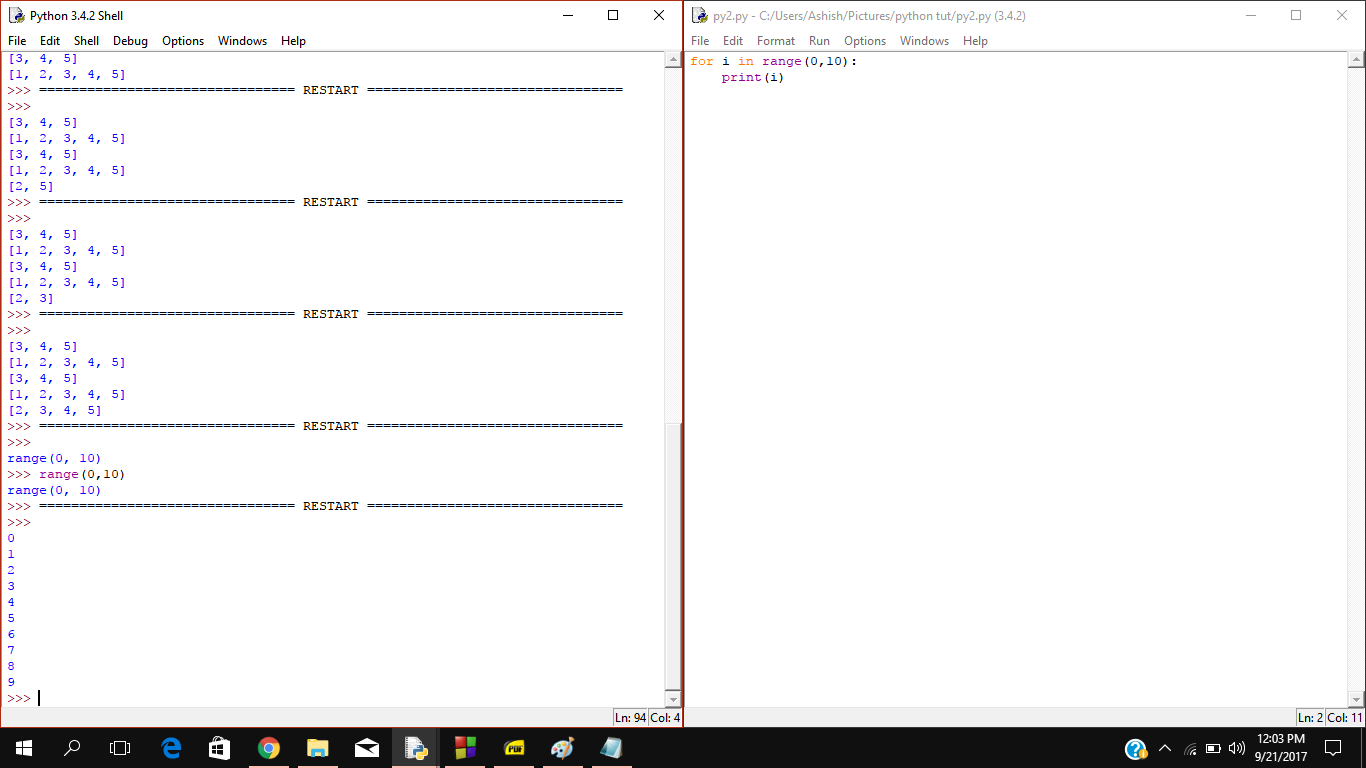 Python 3.4.2 Shell
File Edit Shell Debug Options Windows Help
[3, 4, 5]
[1, 2, 3, 4, 5]
>>> ================================ RESTART ================================
>>>
[3, 4, 5]
[1, 2, 3, 4, 5]
[3, 4, 5]
[1, 2, 3, 4, 5]
[2, 5]
>>> ================================ RESTART ================================
>>>
[3, 4, 5]
[1, 2, 3, 4, 5]
[3, 4, 5]
[1, 2, 3, 4, 5]
[2, 3]
>>> ================================ RESTART ================================
>>>
[3, 4, 5]
[1, 2, 3, 4, 5]
[3, 4, 5]
[1, 2, 3, 4, 5]
[2, 3, 4, 5]
>>> ================================ RESTART ================================
>>>
range(0, 10)
>>> range(0,10)
range(0, 10)
>>> ================================ RESTART ================================
>>>
0
1
2
3
4
5
6
7
8
9
>>>
Ln: 94 Col: 4
py2.py - C:/Users/Ashish/Pictures/python tut/py2.py (3.4.2)
File Edit Format Run Options Windows Help
for i in range(0,10):
    print(i)
Ln: 2 Col: 11
PDF
12:03 PM
9/21/2017